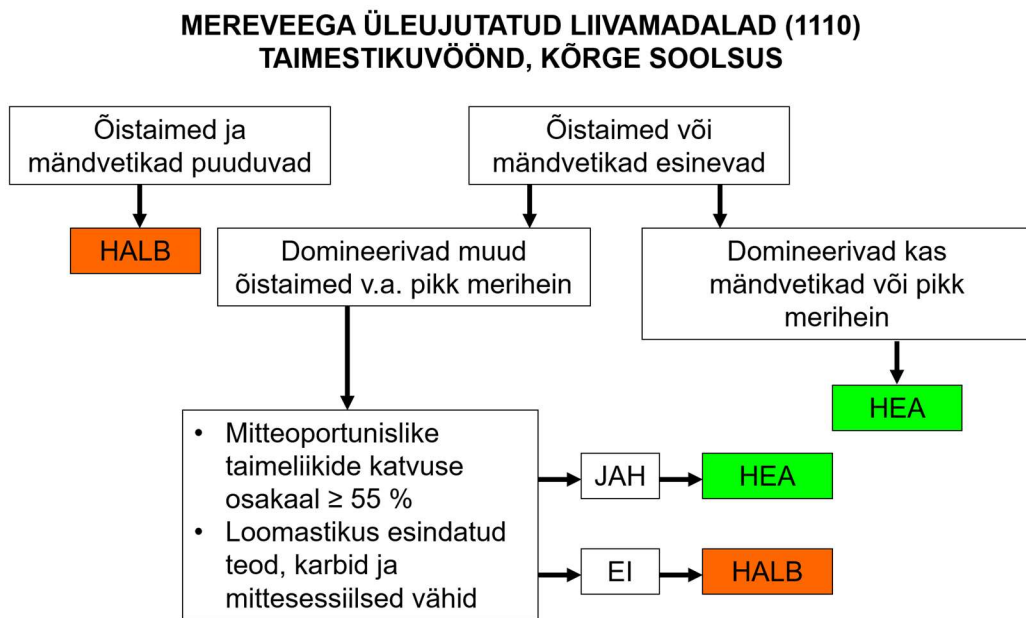 MEREVEEGA ÜLEUJUTATUD LIIVAMADALAD (1110)
TAIMESTIKUVÖÖND, KÕRGE SOOLSUS
Õistaimed ja
mändvetikad puuduvad
Õistaimed või
mändvetikad esinevad
HALB
Domineerivad muud
õistaimed v.a. pikk merihein
Domineerivad kas
mändvetikad või pikk
merihein
HEA
• Mitteoportunislike
taimeliikide katvuse
osakaal ≥ 55 %
• Loomastikus esindatud
teod, karbid ja
mittesessiilsed vähid
JAH
HEA
EI
HALB